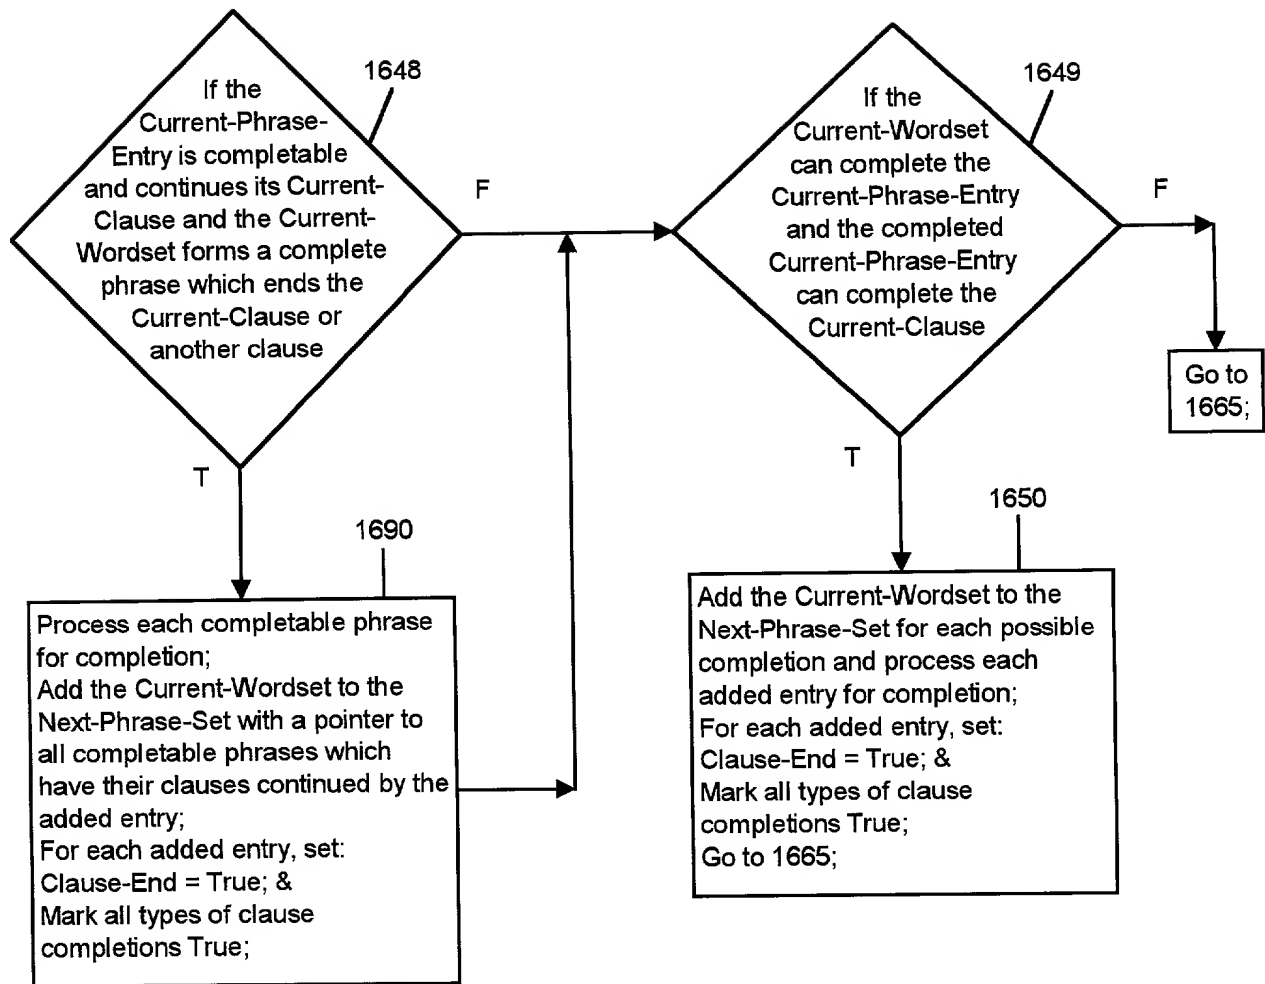 1648
If the
Current-Phrase-
Entry is completable
and continues its Current-
Clause and the Current-
Wordset forms a complete
phrase which ends the
Current-Clause or
another clause
F
T
1690
Process each completable phrase
for completion;
Add the Current-Wordset to the
Next-Phrase-Set with a pointer to
all completable phrases which
have their clauses continued by the
added entry;
For each added entry, set:
Clause-End = True; &
Mark all types of clause
completions True;
1649
If the
Current-Wordset
can complete the
Current-Phrase-Entry
and the completed
Current-Phrase-Entry
can complete the
Current-Clause
F
Go to
1665;
T
1650
Add the Current-Wordset to the
Next-Phrase-Set for each possible
completion and process each
added entry for completion;
For each added entry, set:
Clause-End = True; &
Mark all types of clause
completions True;
Go to 1665;